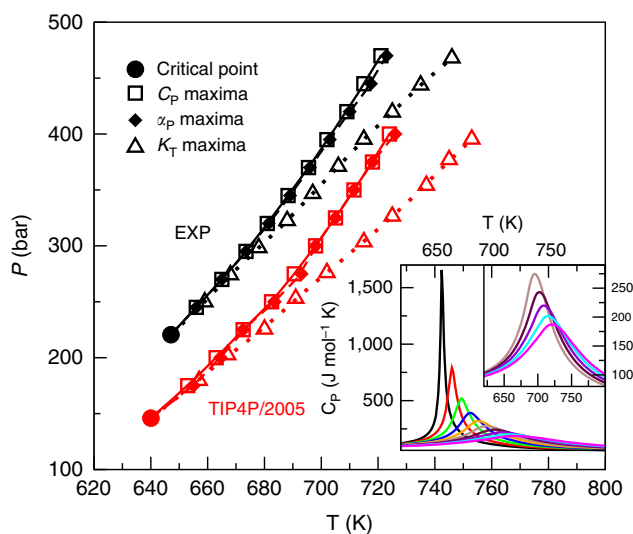 500
400
300
200
100
P (bar)
Critical point
C_P maxima
α_P maxima
K_T maxima
EXP
TIP4P/2005
T (K)
650 700 750
1,500
1,000
500
C_P (J mol⁻¹ K)
250
200
150
100
650 700 750
620 640 660 680 700 720 740 760 780 800
T (K)